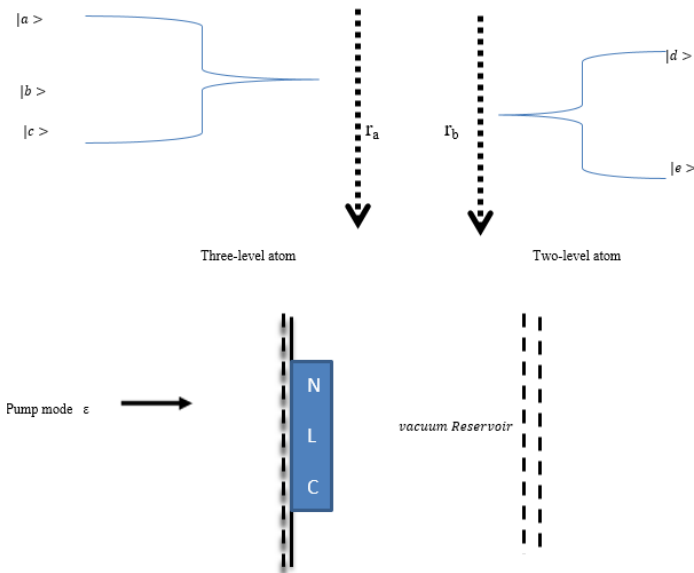 |a >
|b >
|c >
r_a
r_b
|d >
|e >
Three-level atom
Two-level atom
Pump mode ε
N
L
C
vacuum Reservoir